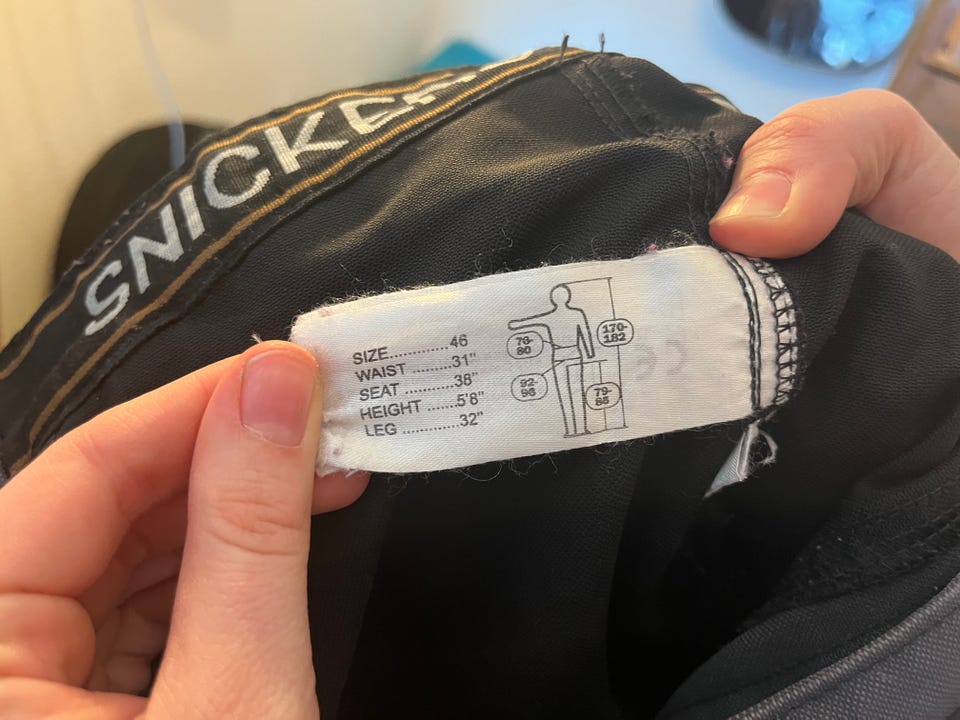 SNICKERS
SIZE............46
WAIST .........31"
SEAT ...........38"
HEIGHT ......5'8"
LEG .............32"
76-
80
170-
182
92-
96
79-
85
CE